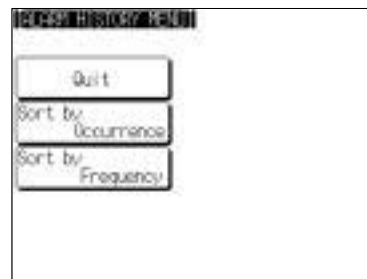 [ALARM HISTORY MENU]
Quit
Sort by
Occurrence
Sort by
Frequency